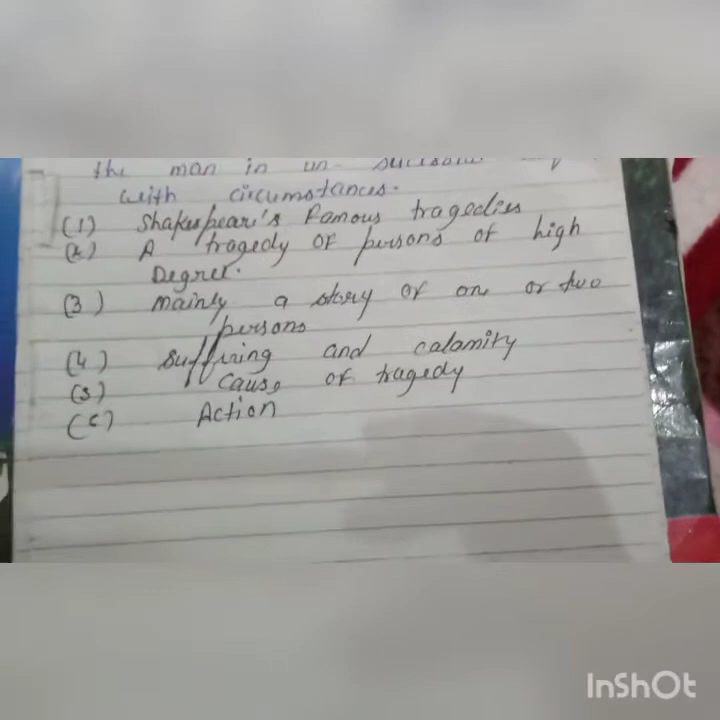 the man in un-
with circumstances.
(1) Shakespear's Famous tragedies
(2) A tragedy of persons of high
Degree.
(3) mainly a story of one or two
persons
(4) Suffiring and calamity
(5) Cause of tragedy
(6) Action
InShOt